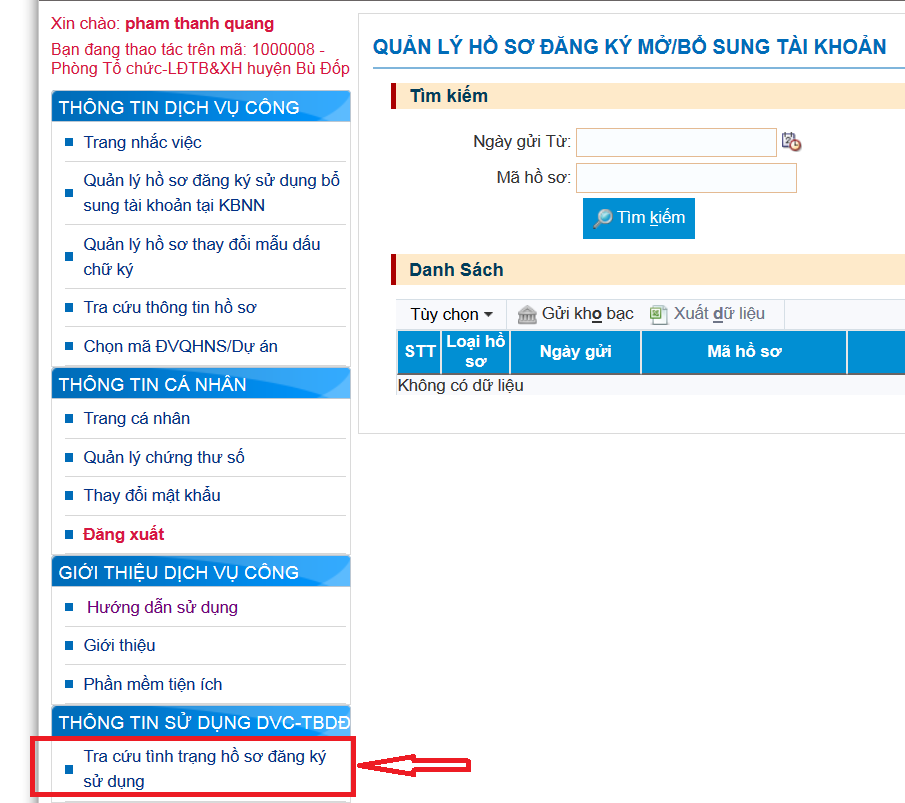 Xin chào: pham thanh quang
Bạn đang thao tác trên mã: 1000008 -
Phòng Tổ chức-LĐTB&XH huyện Bù Đốp
THÔNG TIN DỊCH VỤ CÔNG
Trang nhắc việc
Quản lý hồ sơ đăng ký sử dụng bổ
sung tài khoản tại KBNN
Quản lý hồ sơ thay đổi mẫu dấu
chữ ký
Tra cứu thông tin hồ sơ
Chọn mã ĐVQHNS/Dự án
THÔNG TIN CÁ NHÂN
Trang cá nhân
Quản lý chứng thư số
Thay đổi mật khẩu
Đăng xuất
GIỚI THIỆU DỊCH VỤ CÔNG
Hướng dẫn sử dụng
Giới thiệu
Phần mềm tiện ích
THÔNG TIN SỬ DỤNG DVC-TBDĐ
Tra cứu tình trạng hồ sơ đăng ký
sử dụng
QUẢN LÝ HỒ SƠ ĐĂNG KÝ MỞ/BỔ SUNG TÀI KHOẢN
Tìm kiếm
Ngày gửi Từ:
Mã hồ sơ:
Tìm kiếm
Danh Sách
Tùy chọn Gửi kho bạc Xuất dữ liệu
STT Loại hồ sơ Ngày gửi Mã hồ sơ
Không có dữ liệu